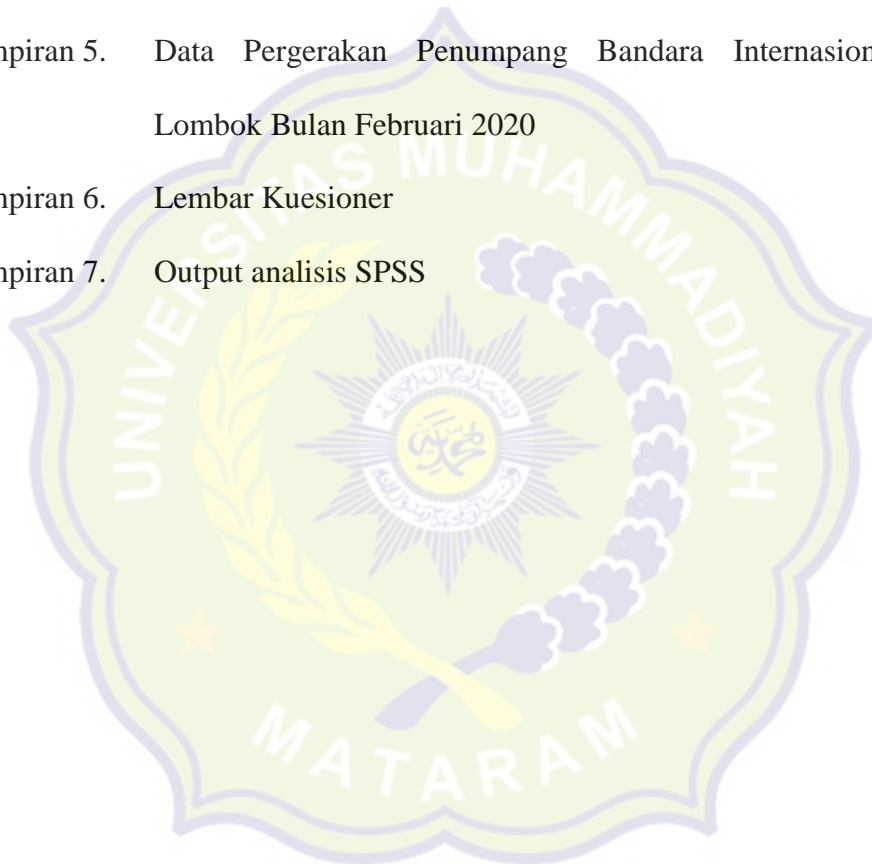 npiran 5. Data Pergerakan Penumpang Bandara Internasion
Lombok Bulan Februari 2020
npiran 6. Lembar Kuesioner
npiran 7. Output analisis SPSS
UNIVERSITAS MUHAMMADIYAH
MATARAM